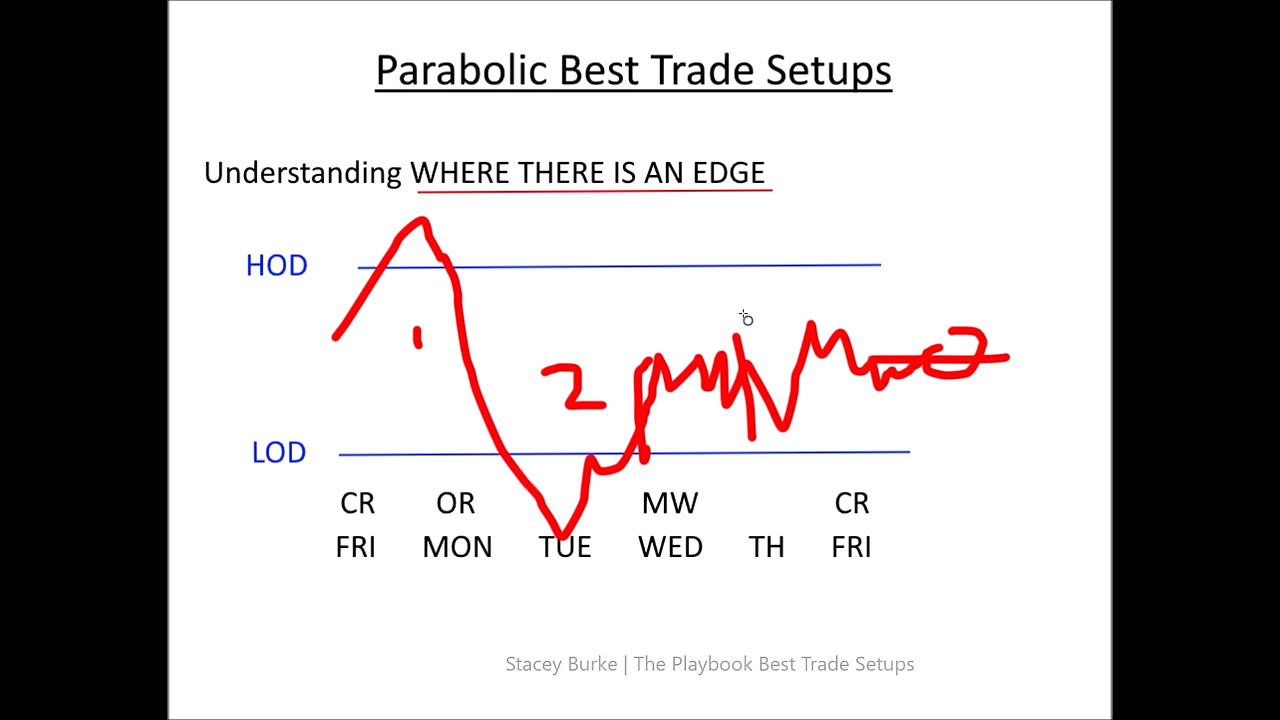 Parabolic Best Trade Setups
Understanding WHERE THERE IS AN EDGE
HOD
1
2
LOD
CR OR MW CR
FRI MON TUE WED TH FRI
Stacey Burke | The Playbook Best Trade Setups